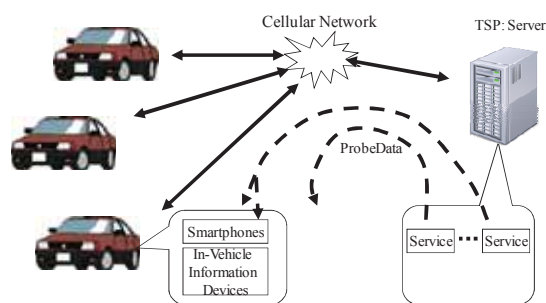 Cellular Network
TSP: Server
ProbeData
Smartphones
In-Vehicle
Information
Devices
Service ••• Service